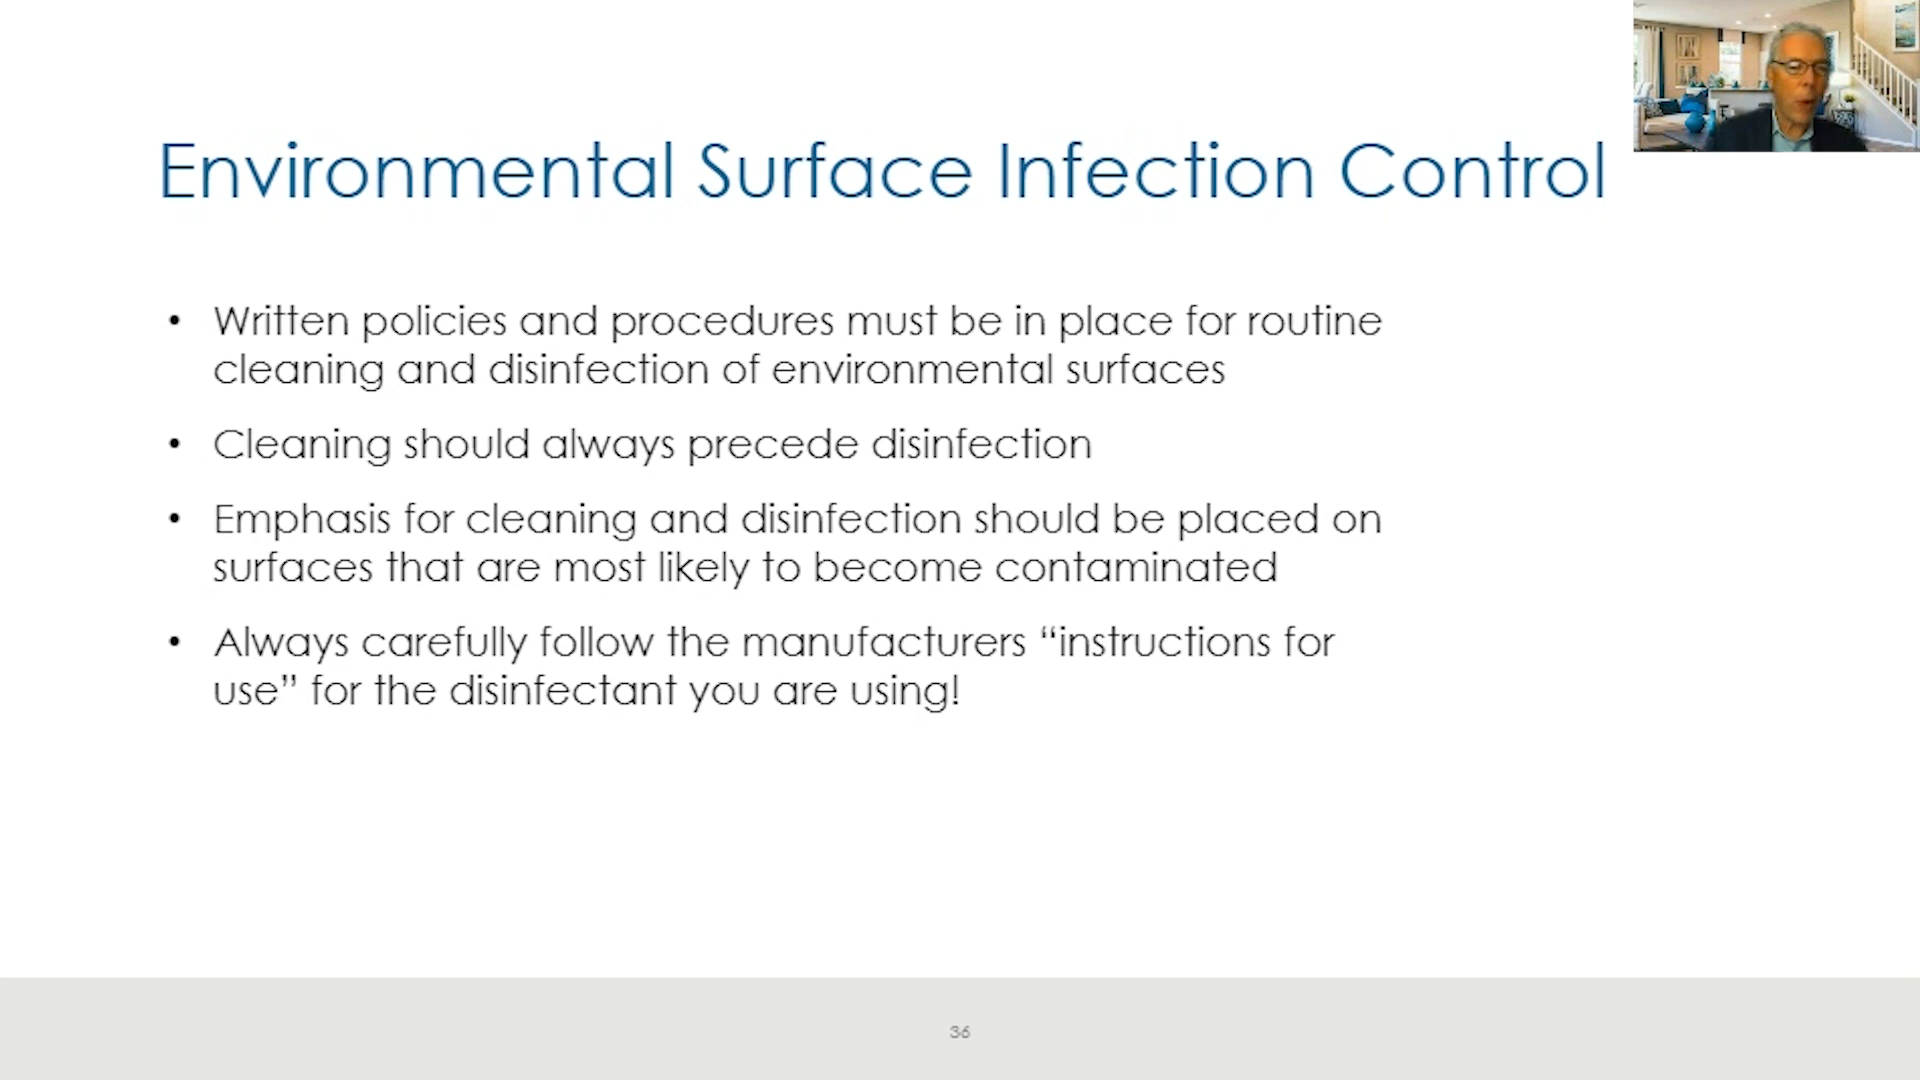 Environmental Surface Infection Control
• Written policies and procedures must be in place for routine
cleaning and disinfection of environmental surfaces
• Cleaning should always precede disinfection
• Emphasis for cleaning and disinfection should be placed on
surfaces that are most likely to become contaminated
• Always carefully follow the manufacturers “instructions for
use” for the disinfectant you are using!
36